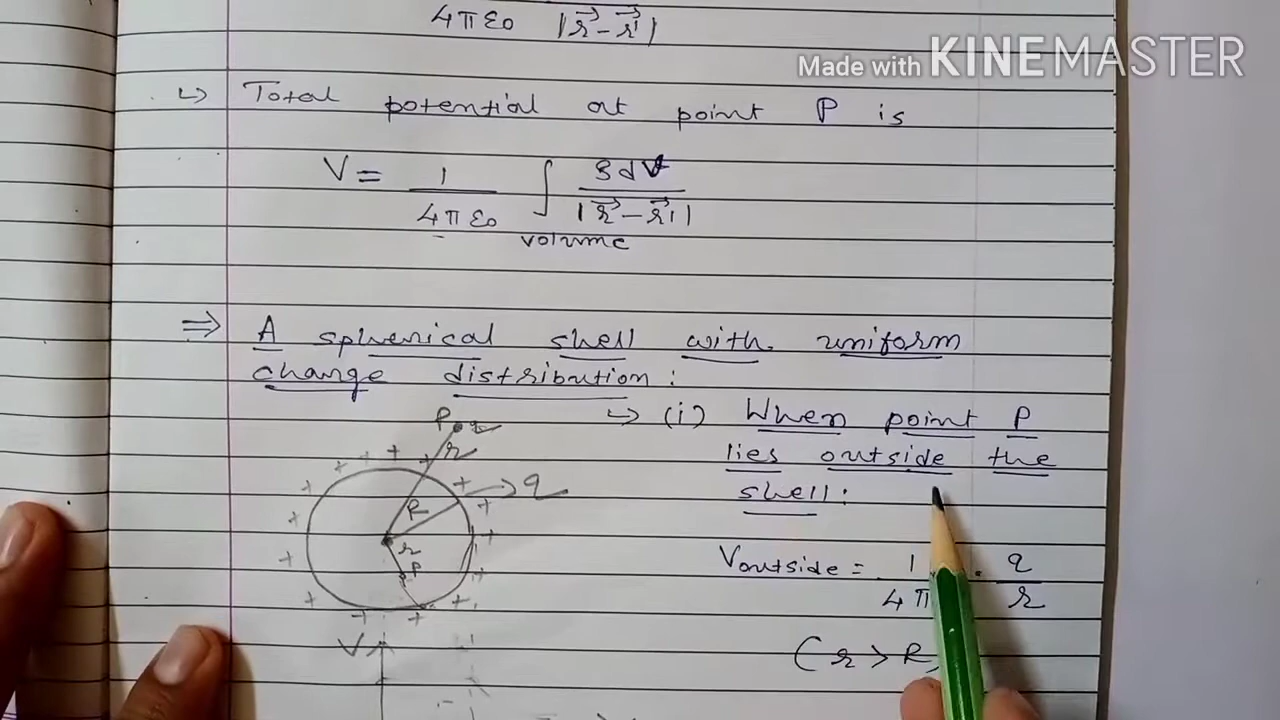 4πε₀ |r⃗-r⃗'|
Made with KINEMASTER
↳ Total potential at point P is
V = 1/4πε₀ ∫volume ρdV/|r⃗-r⃗'|
⇒ A spherical shell with uniform
charge distribution:
↳ (i) When point P
lies outside the
shell:
P q
r
+ + + + + + + + + + + + + + +
→ q
R
r
P
Voutside = 1/4π . q/r
(r > R
V